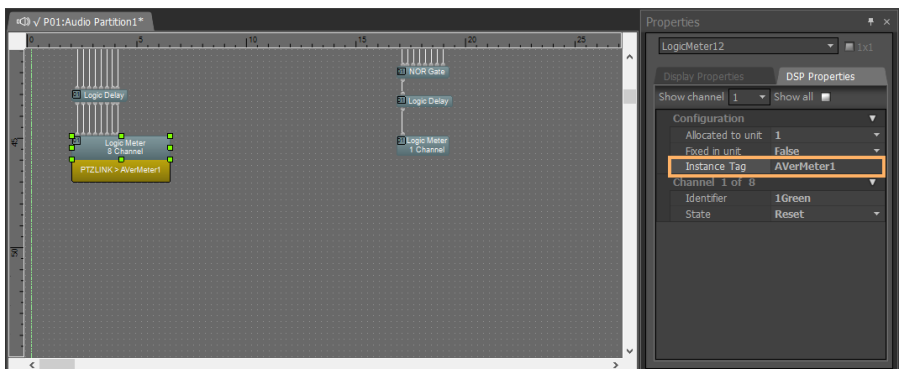 P01:Audio Partition1*
0 5 10 15 20 25
Logic Delay
Logic Meter
8 Channel
PTZLINK > AVerMeter1
NOR Gate
Logic Delay
Logic Meter
1 Channel
50
Properties
LogicMeter12
1x1
Display Properties
DSP Properties
Show channel 1 Show all
Configuration
Allocated to unit 1
Fixed in unit False
Instance Tag AVerMeter1
Channel 1 of 8
Identifier 1Green
State Reset